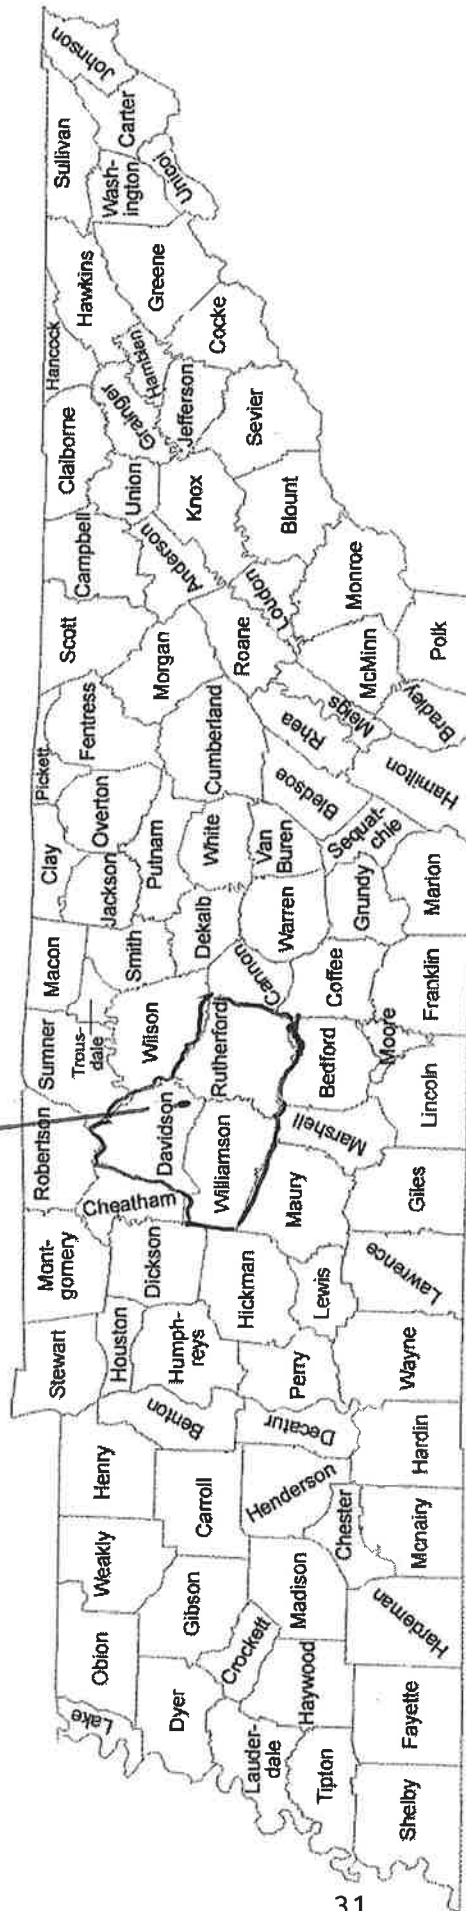 Lake
Obion
Weakly
Henry
Stewart
Mont-
gomery
Robertson
Sumner
Macon
Clay
Pickett
Scott
Campbell
Claiborne
Hancock
Hawkins
Sullivan
Johnson
Carter
Wash-
ington
Unicoi
Greene
Hamblen
Grainger
Union
Fentress
Overton
Jackson
Trous-
dale
Smith
Putnam
Morgan
Anderson
Knox
Jefferson
Cocke
Sevier
Blount
Loudon
Roane
Cumberland
White
Dekalb
Wilson
Davidson
Cheatham
Dickson
Houston
Humph-
reys
Benton
Carroll
Gibson
Dyer
Crockett
Lauder-
dale
Haywood
Madison
Henderson
Decatur
Perry
Hickman
Williamson
Rutherford
Cannon
Warren
Van
Buren
Bledsoe
Rhea
Meigs
McMinn
Monroe
Polk
Bradley
Hamilton
Sequat-
chie
Grundy
Marion
Franklin
Coffee
Moore
Bedford
Marshall
Maury
Lewis
Chester
Tipton
Shelby
Fayette
Hardeman
Mcnairy
Hardin
Wayne
Lawrence
Giles
Lincoln
31